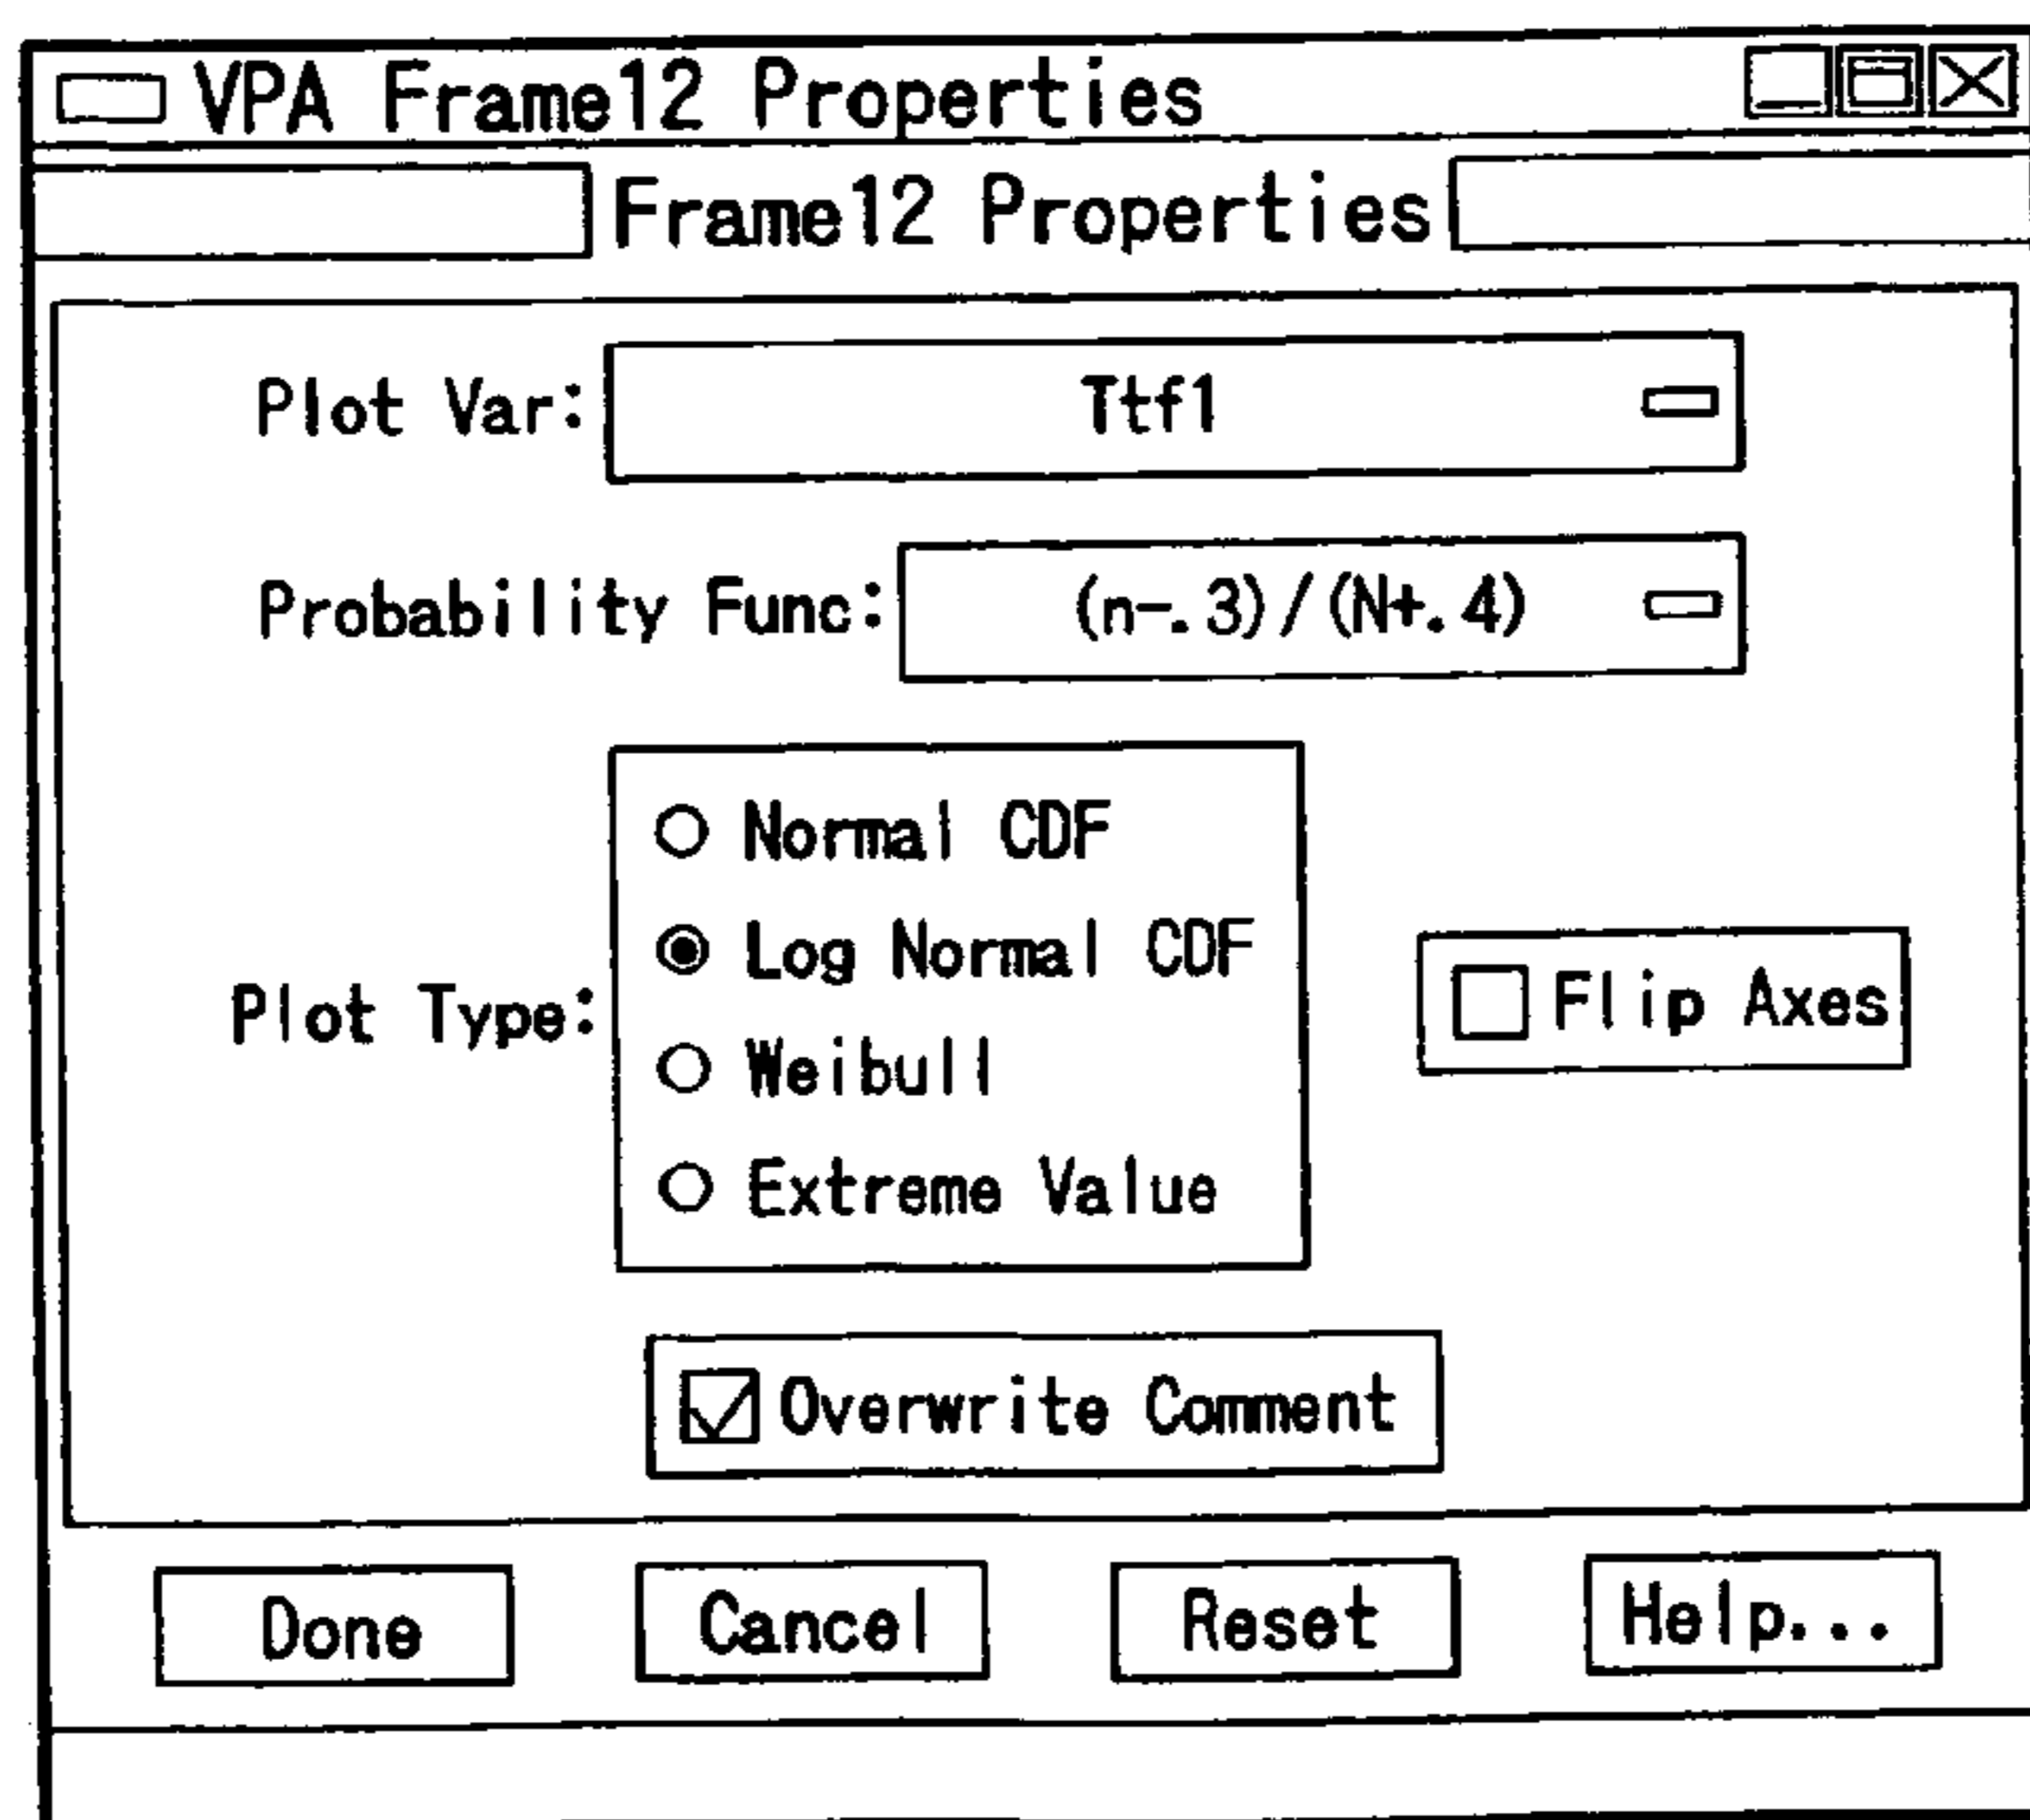 VPA Frame12 Properties
Frame12 Properties
Plot Var: Ttf1
Probability Func: (n-.3)/(N+.4)
Normal CDF
Log Normal CDF
Plot Type:
Flip Axes
Weibull
Extreme Value
Overwrite Comment
Done Cancel Reset Help...